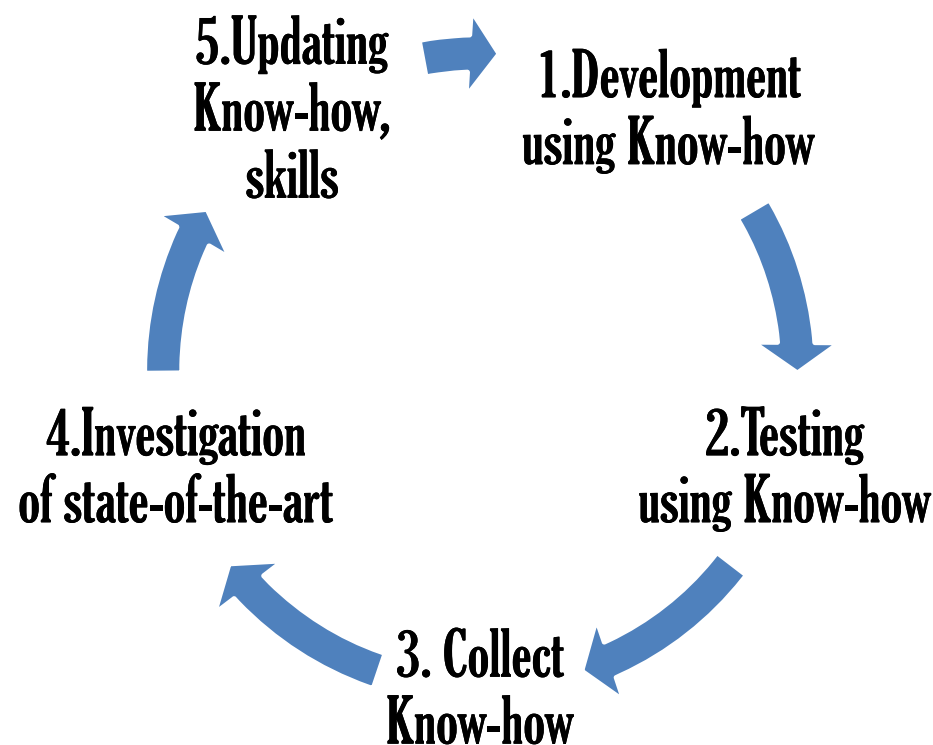 1.Development
using Know-how
2.Testing
using Know-how
3. Collect
Know-how
4.Investigation
of state-of-the-art
5.Updating
Know-how,
skills